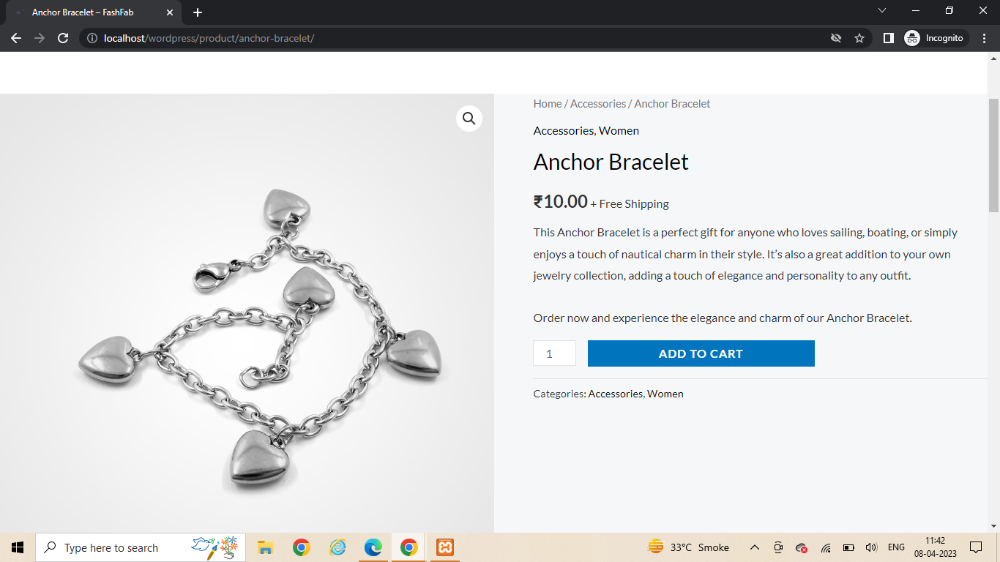 Anchor Bracelet – FashFab
localhost/wordpress/product/anchor-bracelet/
Incognito
Home / Accessories / Anchor Bracelet
Accessories, Women
Anchor Bracelet
₹10.00 + Free Shipping
This Anchor Bracelet is a perfect gift for anyone who loves sailing, boating, or simply
enjoys a touch of nautical charm in their style. It’s also a great addition to your own
jewelry collection, adding a touch of elegance and personality to any outfit.
Order now and experience the elegance and charm of our Anchor Bracelet.
1 ADD TO CART
Categories: Accessories, Women
Type here to search
33°C Smoke
ENG
11:42
08-04-2023